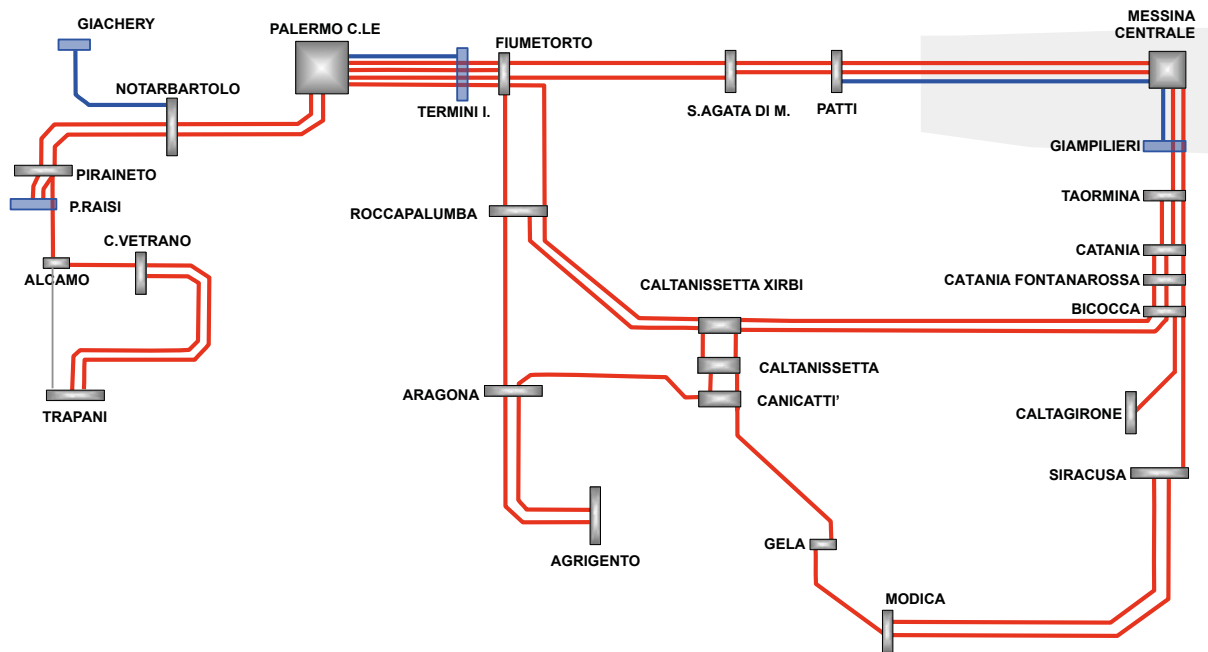 GIACHERY
PALERMO C.LE
FIUMETORTO
MESSINA
CENTRALE
NOTARBARTOLO
TERMINI I.
S.AGATA DI M.
PATTI
GIAMPILIERI
PIRAINETO
P.RAISI
TAORMINA
ROCCAPALUMBA
C.VETRANO
CATANIA
ALCAMO
CALTANISSETTA XIRBI
CATANIA FONTANAROSSA
BICOCCA
CALTANISSETTA
ARAGONA
CANICATTI’
TRAPANI
CALTAGIRONE
SIRACUSA
GELA
AGRIGENTO
MODICA